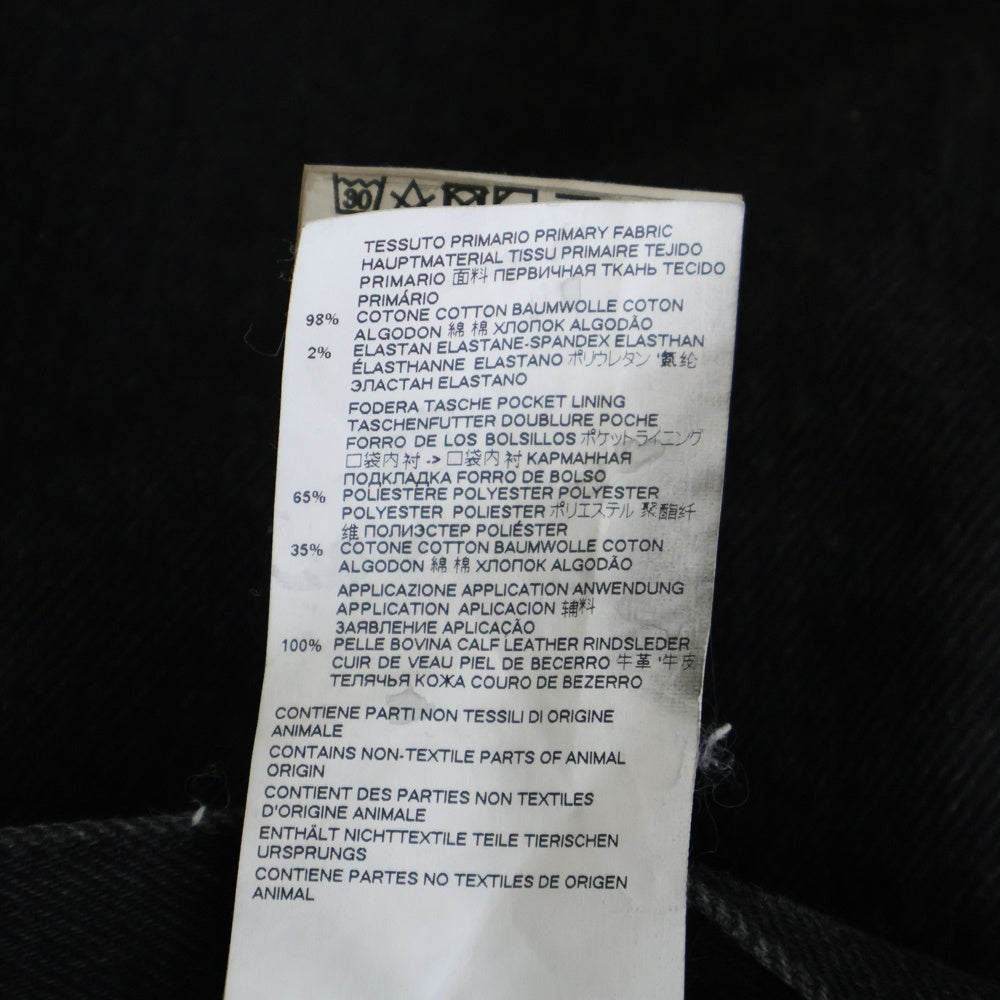 30
TESSUTO PRIMARIO PRIMARY FABRIC
HAUPTMATERIAL TISSU PRIMAIRE TEJIDO
PRIMARIO 面料 ПЕРВИЧНАЯ ТКАНЬ TECIDO
PRIMÁRIO
98% COTONE COTTON BAUMWOLLE COTON
ALGODON 綿 棉 ХЛОПОК ALGODÃO
2% ELASTAN ELASTANE-SPANDEX ELASTHAN
ÉLASTHANNE ELASTANO ポリウレタン '氨纶
ЭЛАСТАН ELASTANO
FODERA TASCHE POCKET LINING
TASCHENFUTTER DOUBLURE POCHE
FORRO DE LOS BOLSILLOS ポケットライニング
口袋内衬 -> 口袋内衬 КАРМАННАЯ
ПОДКЛАДКА FORRO DE BOLSO
65% POLIESTERE POLYESTER POLYESTER
POLYESTER POLIESTER ポリエステル 聚酯纤
维 ПОЛИЭСТЕР POLIÉSTER
35% COTONE COTTON BAUMWOLLE COTON
ALGODON 綿 棉 ХЛОПОК ALGODÃO
APPLICAZIONE APPLICATION ANWENDUNG
APPLICATION APLICACION 辅料
ЗАЯВЛЕНИЕ APLICAÇÃO
100% PELLE BOVINA CALF LEATHER RINDSLEDER
CUIR DE VEAU PIEL DE BECERRO 牛革 '牛皮
ТЕЛЯЧЬЯ КОЖА COURO DE BEZERRO
CONTIENE PARTI NON TESSILI DI ORIGINE
ANIMALE
CONTAINS NON-TEXTILE PARTS OF ANIMAL
ORIGIN
CONTIENT DES PARTIES NON TEXTILES
D'ORIGINE ANIMALE
ENTHÄLT NICHTTEXTILE TEILE TIERISCHEN
URSPRUNGS
CONTIENE PARTES NO TEXTILES DE ORIGEN
ANIMAL